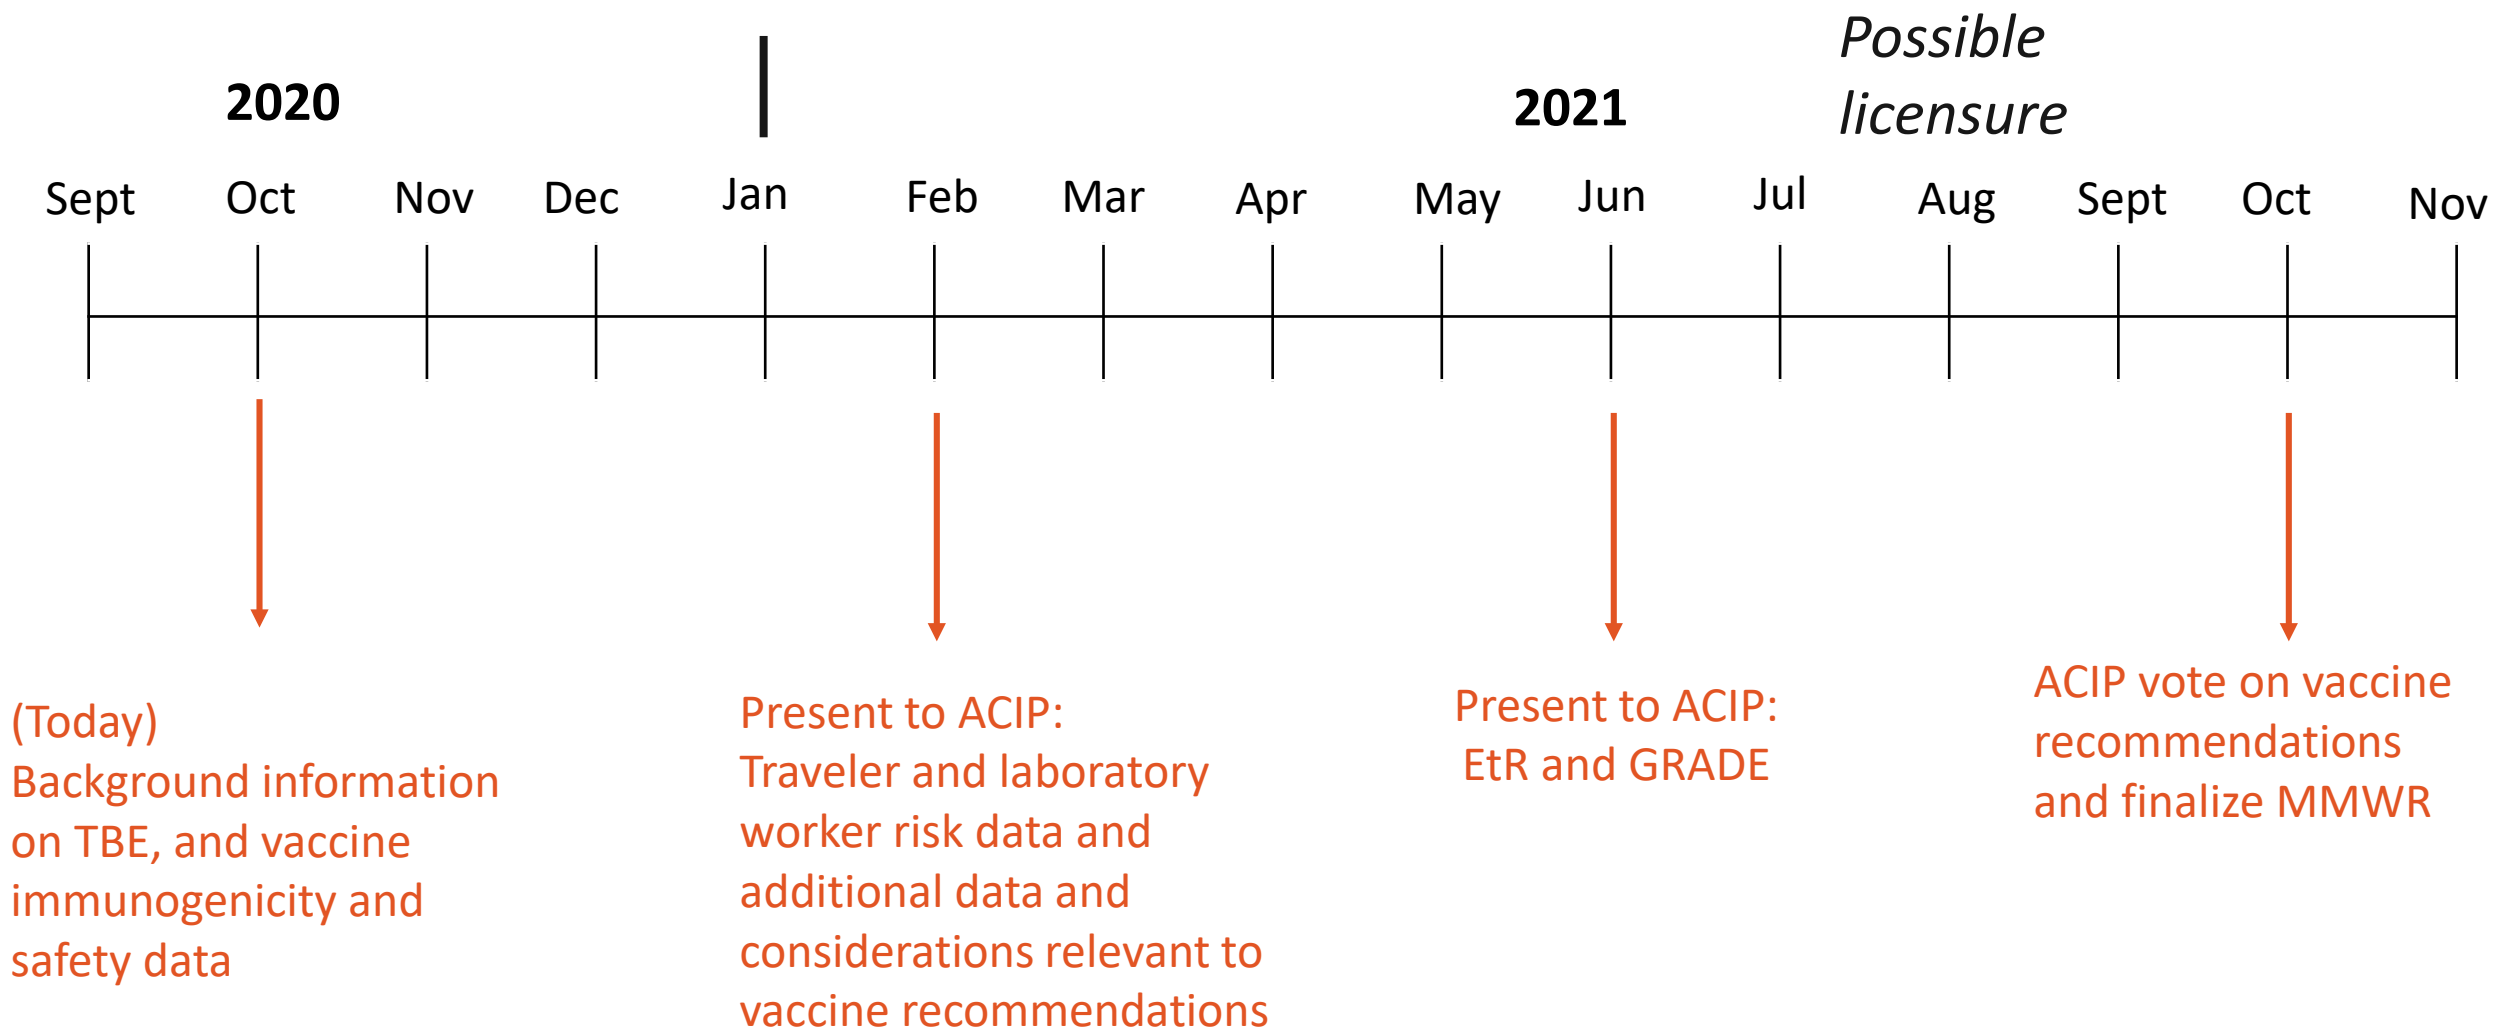 Possible
licensure
2020
2021
Sept Oct Nov Dec Jan Feb Mar Apr May Jun Jul Aug Sept Oct Nov
(Today)
Background information
on TBE, and vaccine
immunogenicity and
safety data
Present to ACIP:
Traveler and laboratory
worker risk data and
additional data and
considerations relevant to
vaccine recommendations
Present to ACIP:
EtR and GRADE
ACIP vote on vaccine
recommendations
and finalize MMWR